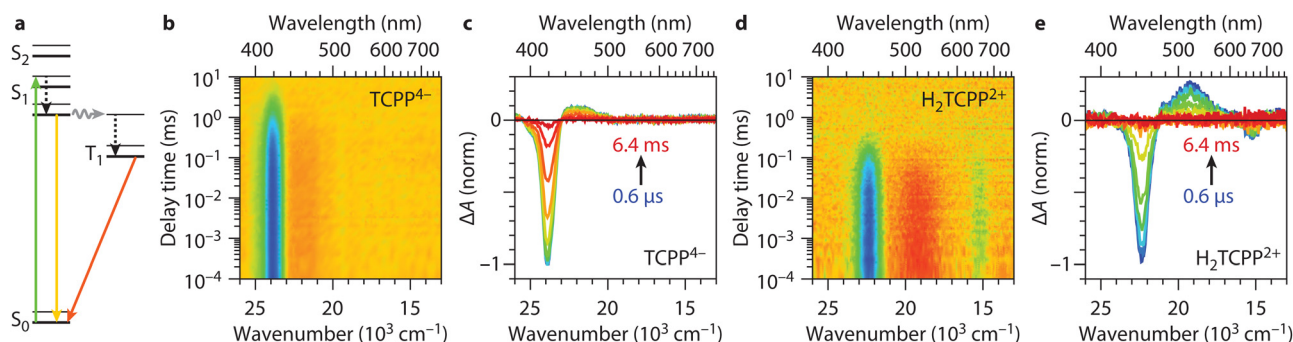 a
S₂
S₁
T₁
S₀
b
Wavelength (nm)
420 500 600 700
Delay time (ms)
10¹
10⁰
10⁻¹
10⁻²
10⁻³
10⁻⁴
TCPP⁴⁻
25 20 15
Wavenumber (10³ cm⁻¹)
c
Wavelength (nm)
420 500 600 700
ΔA (norm.)
0
−1
6.4 ms
0.6 µs
TCPP⁴⁻
25 20 15
Wavenumber (10³ cm⁻¹)
d
Wavelength (nm)
400 500 600 700
Delay time (ms)
10¹
10⁰
10⁻¹
10⁻²
10⁻³
10⁻⁴
H₂TCPP²⁺
25 20 15
Wavenumber (10³ cm⁻¹)
e
Wavelength (nm)
400 500 600 700
ΔA (norm.)
0
−1
6.4 ms
0.6 µs
H₂TCPP²⁺
25 20 15
Wavenumber (10³ cm⁻¹)